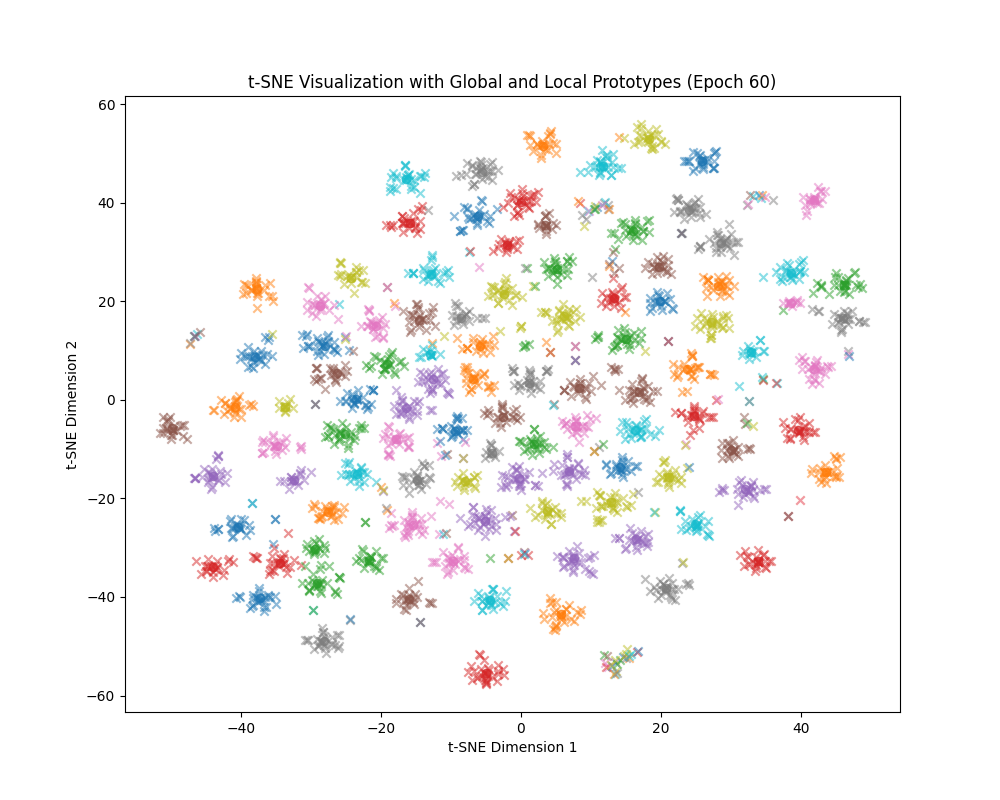 t-SNE Visualization with Global and Local Prototypes (Epoch 60)
60
40
20
0
−20
−40
−60
t-SNE Dimension 2
−40 −20 0 20 40
t-SNE Dimension 1